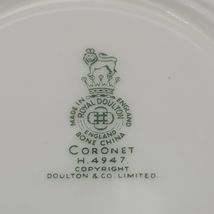 MADE IN ENGLAND
ROYAL DOULTON
ENGLAND
BONE CHINA
CORONET
H.4947.
COPYRIGHT
DOULTON & CO. LIMITED.